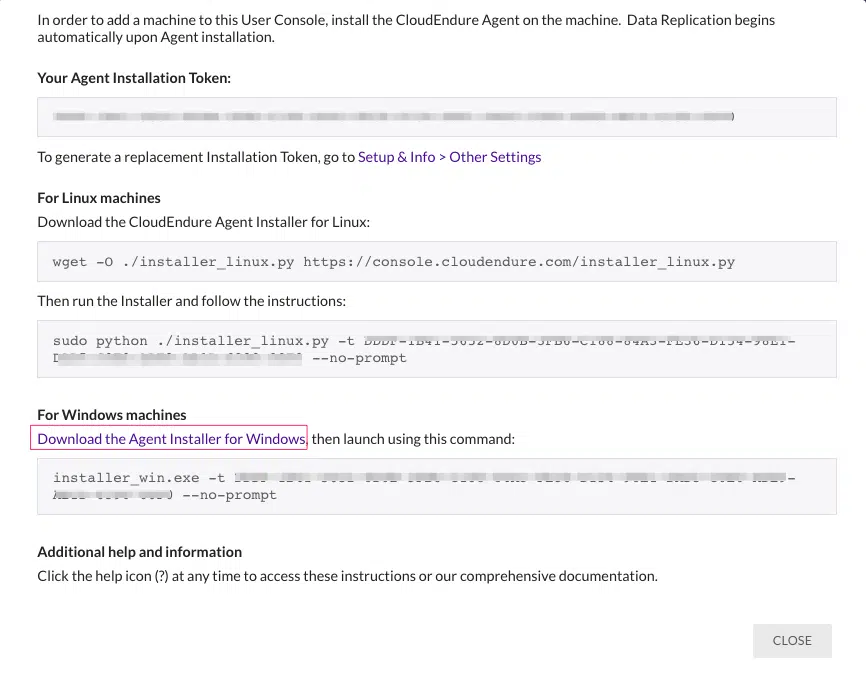 In order to add a machine to this User Console, install the CloudEndure Agent on the machine. Data Replication begins
automatically upon Agent installation.
Your Agent Installation Token:
To generate a replacement Installation Token, go to Setup & Info > Other Settings
For Linux machines
Download the CloudEndure Agent Installer for Linux:
wget -O ./installer_linux.py https://console.cloudendure.com/installer_linux.py
Then run the Installer and follow the instructions:
sudo python ./installer_linux.py -t
--no-prompt
For Windows machines
Download the Agent Installer for Windows, then launch using this command:
installer_win.exe -t
--no-prompt
Additional help and information
Click the help icon (?) at any time to access these instructions or our comprehensive documentation.
CLOSE